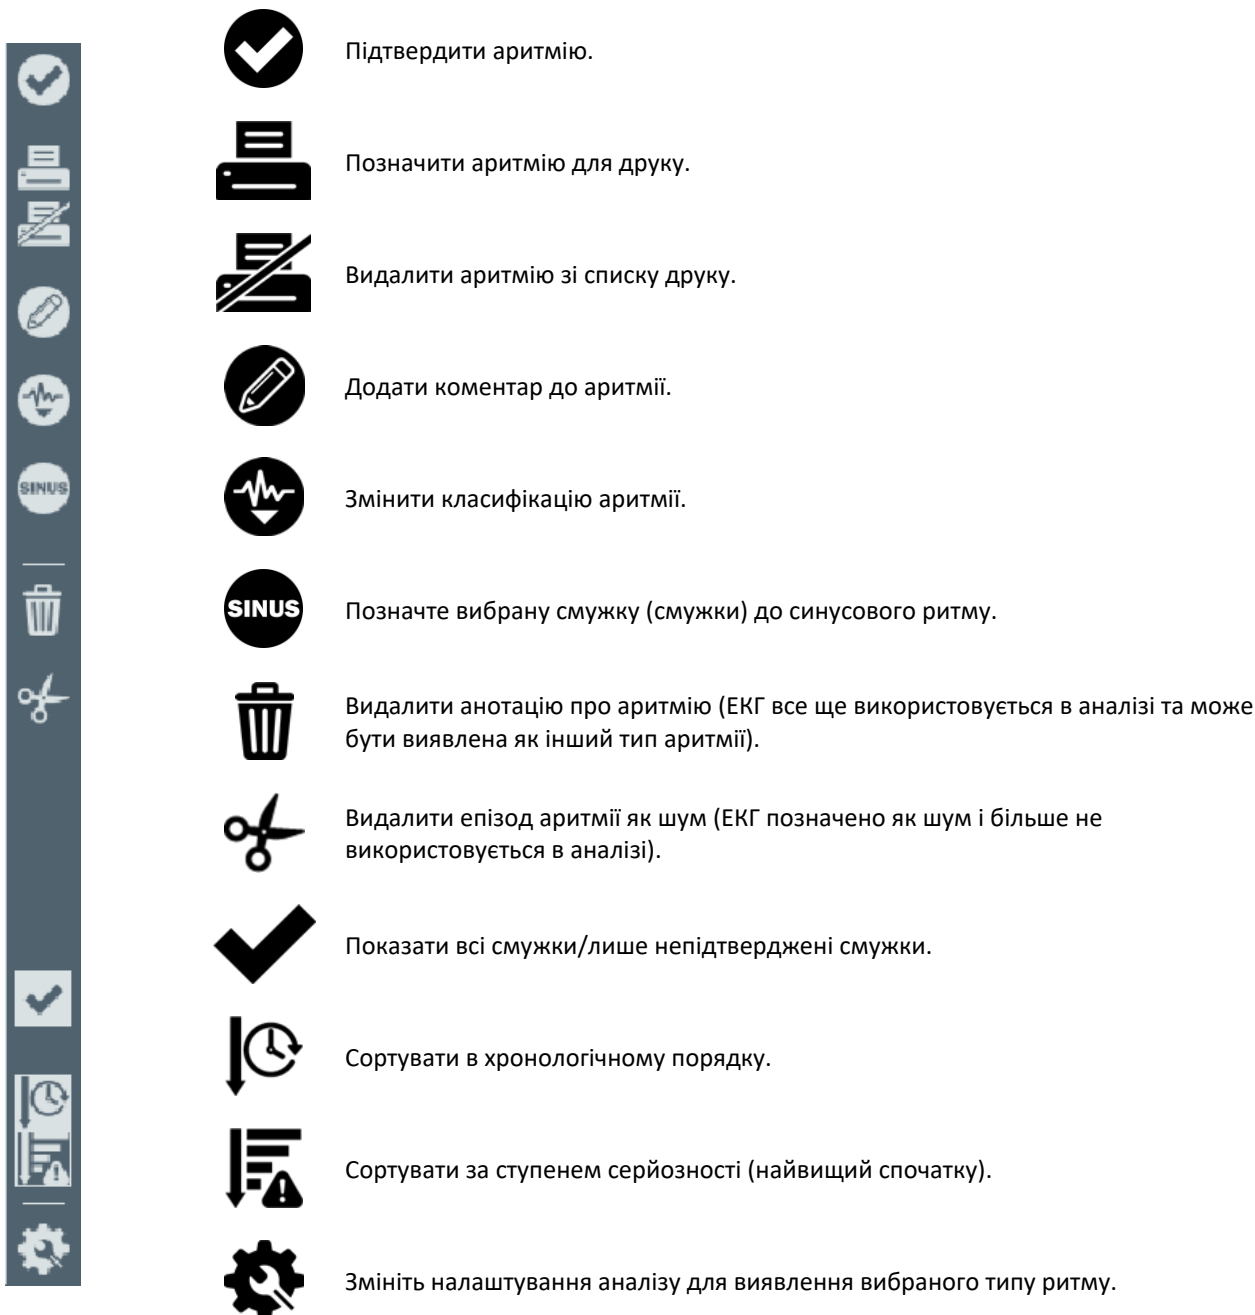 Підтвердити аритмію.
Позначити аритмію для друку.
Видалити аритмію зі списку друку.
Додати коментар до аритмії.
Змінити класифікацію аритмії.
SINUS
SINUS
Позначте вибрану смужку (смужки) до синусового ритму.
Видалити анотацію про аритмію (ЕКГ все ще використовується в аналізі та може
бути виявлена як інший тип аритмії).
Видалити епізод аритмії як шум (ЕКГ позначено як шум і більше не
використовується в аналізі).
Показати всі смужки/лише непідтверджені смужки.
Сортувати в хронологічному порядку.
Сортувати за ступенем серйозності (найвищий спочатку).
Змініть налаштування аналізу для виявлення вибраного типу ритму.